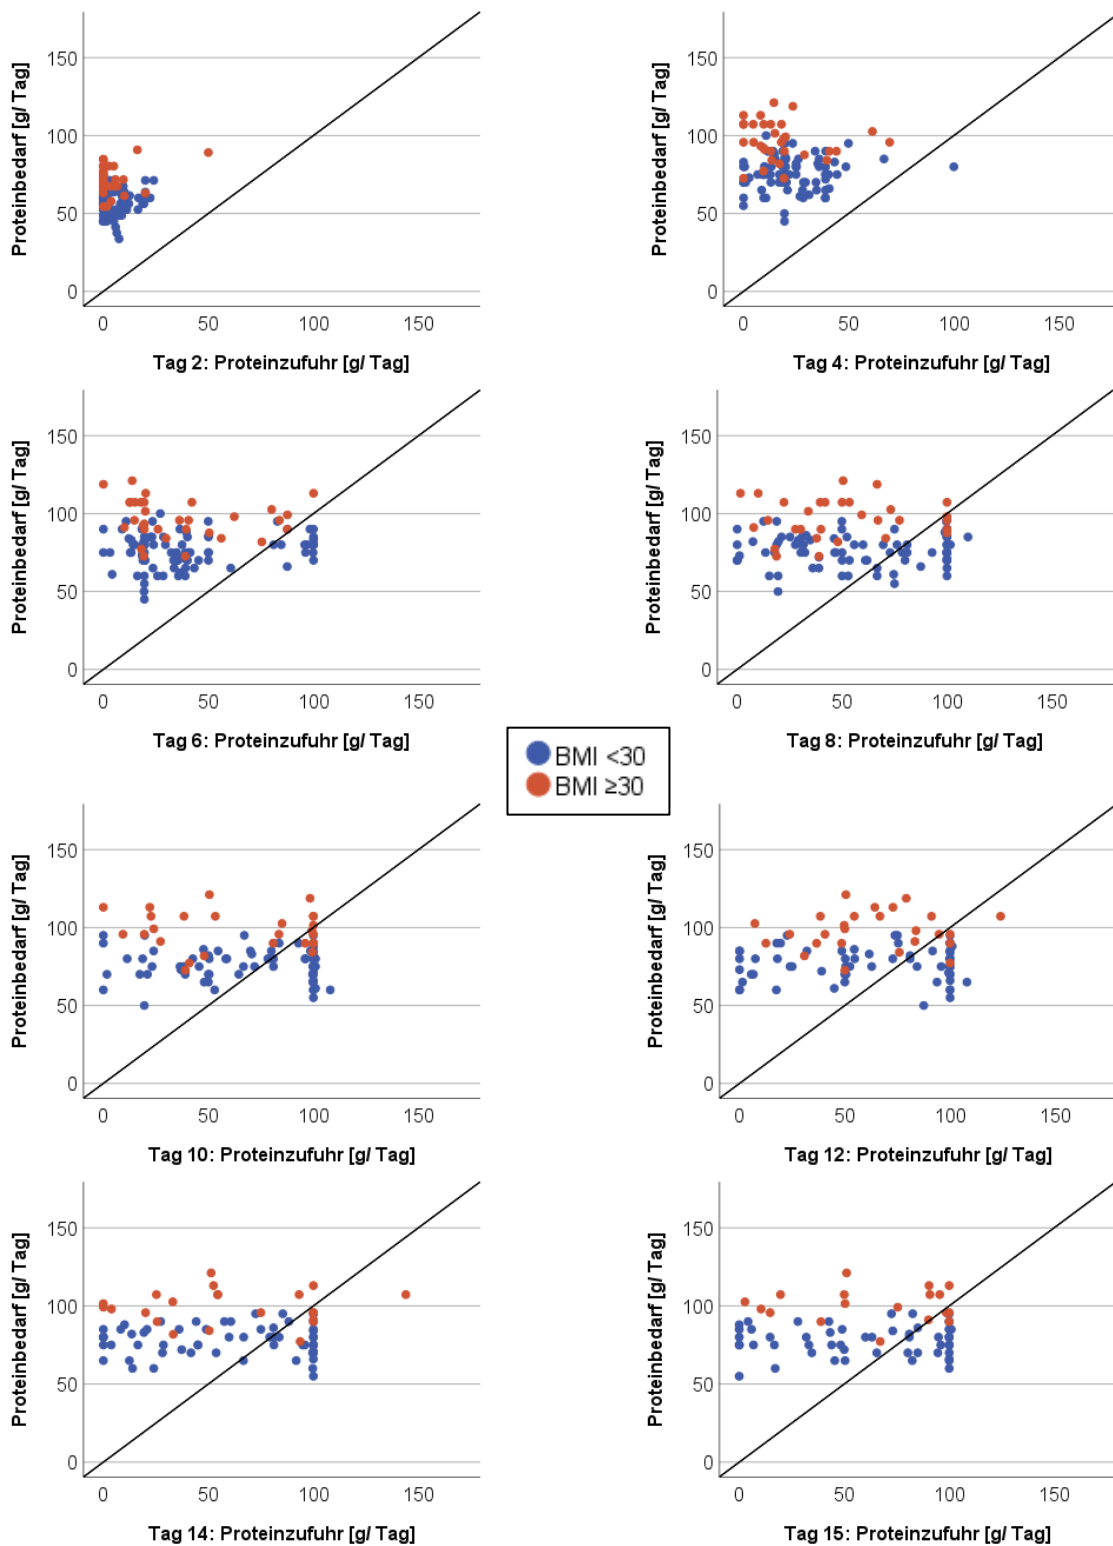 150
100
50
0
Proteinbedarf [g/ Tag]
0 50 100 150
Tag 2: Proteinzufuhr [g/ Tag]
150
100
50
0
Proteinbedarf [g/ Tag]
0 50 100 150
Tag 4: Proteinzufuhr [g/ Tag]
150
100
50
0
Proteinbedarf [g/ Tag]
0 50 100 150
Tag 6: Proteinzufuhr [g/ Tag]
150
100
50
0
Proteinbedarf [g/ Tag]
0 50 100 150
Tag 8: Proteinzufuhr [g/ Tag]
BMI <30
BMI ≥30
150
100
50
0
Proteinbedarf [g/ Tag]
0 50 100 150
Tag 10: Proteinzufuhr [g/ Tag]
150
100
50
0
Proteinbedarf [g/ Tag]
0 50 100 150
Tag 12: Proteinzufuhr [g/ Tag]
150
100
50
0
Proteinbedarf [g/ Tag]
0 50 100 150
Tag 14: Proteinzufuhr [g/ Tag]
150
100
50
0
Proteinbedarf [g/ Tag]
0 50 100 150
Tag 15: Proteinzufuhr [g/ Tag]